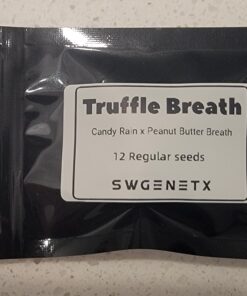 Truffle Breath
Candy Rain x Peanut Butter Breath
12 Regular seeds
SWGENETX